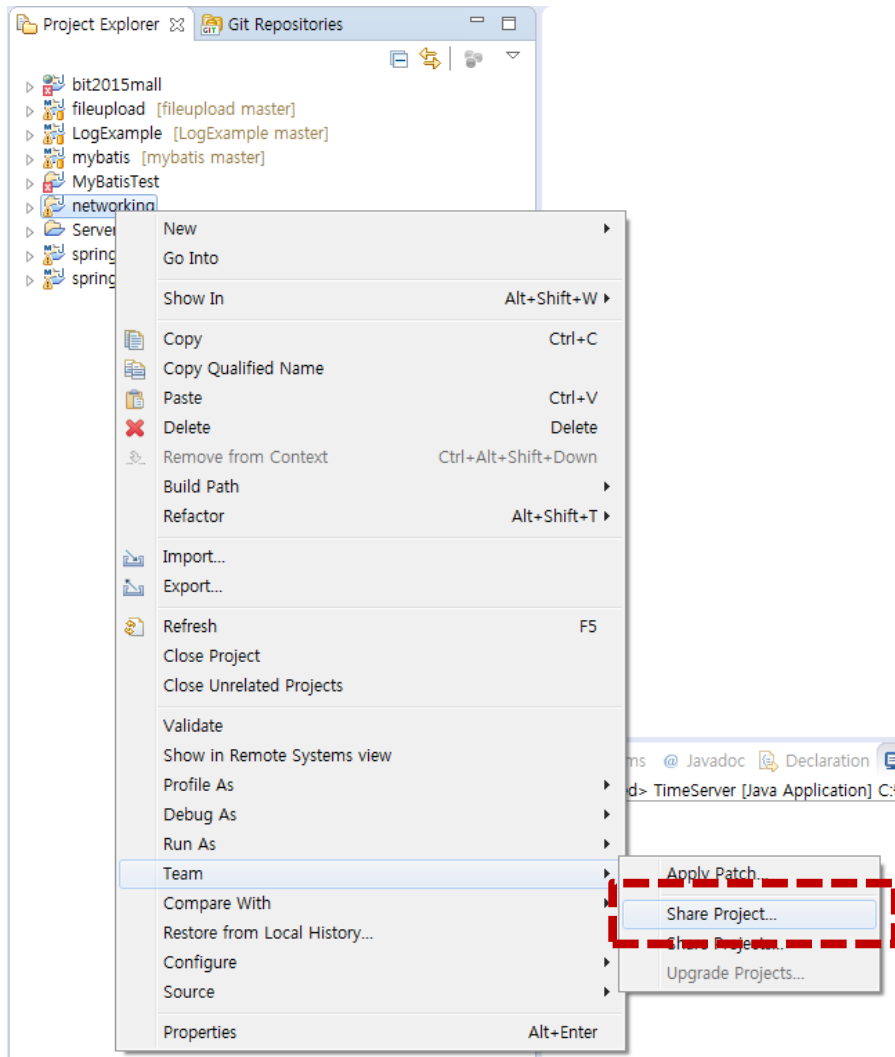 Project Explorer Git Repositories
bit2015mall
fileupload [fileupload master]
LogExample [LogExample master]
mybatis [mybatis master]
MyBatisTest
networking
Server
spring
spring
New
Go Into
Show In Alt+Shift+W
Copy Ctrl+C
Copy Qualified Name
Paste Ctrl+V
Delete Delete
Remove from Context Ctrl+Alt+Shift+Down
Build Path
Refactor Alt+Shift+T
Import...
Export...
Refresh F5
Close Project
Close Unrelated Projects
Validate
Show in Remote Systems view
Profile As
Debug As
Run As
Team
Compare With
Restore from Local History...
Configure
Source
Properties Alt+Enter
ms @ Javadoc Declaration
d> TimeServer [Java Application] C:
Apply Patch...
Share Project...
Share Projects...
Upgrade Projects...